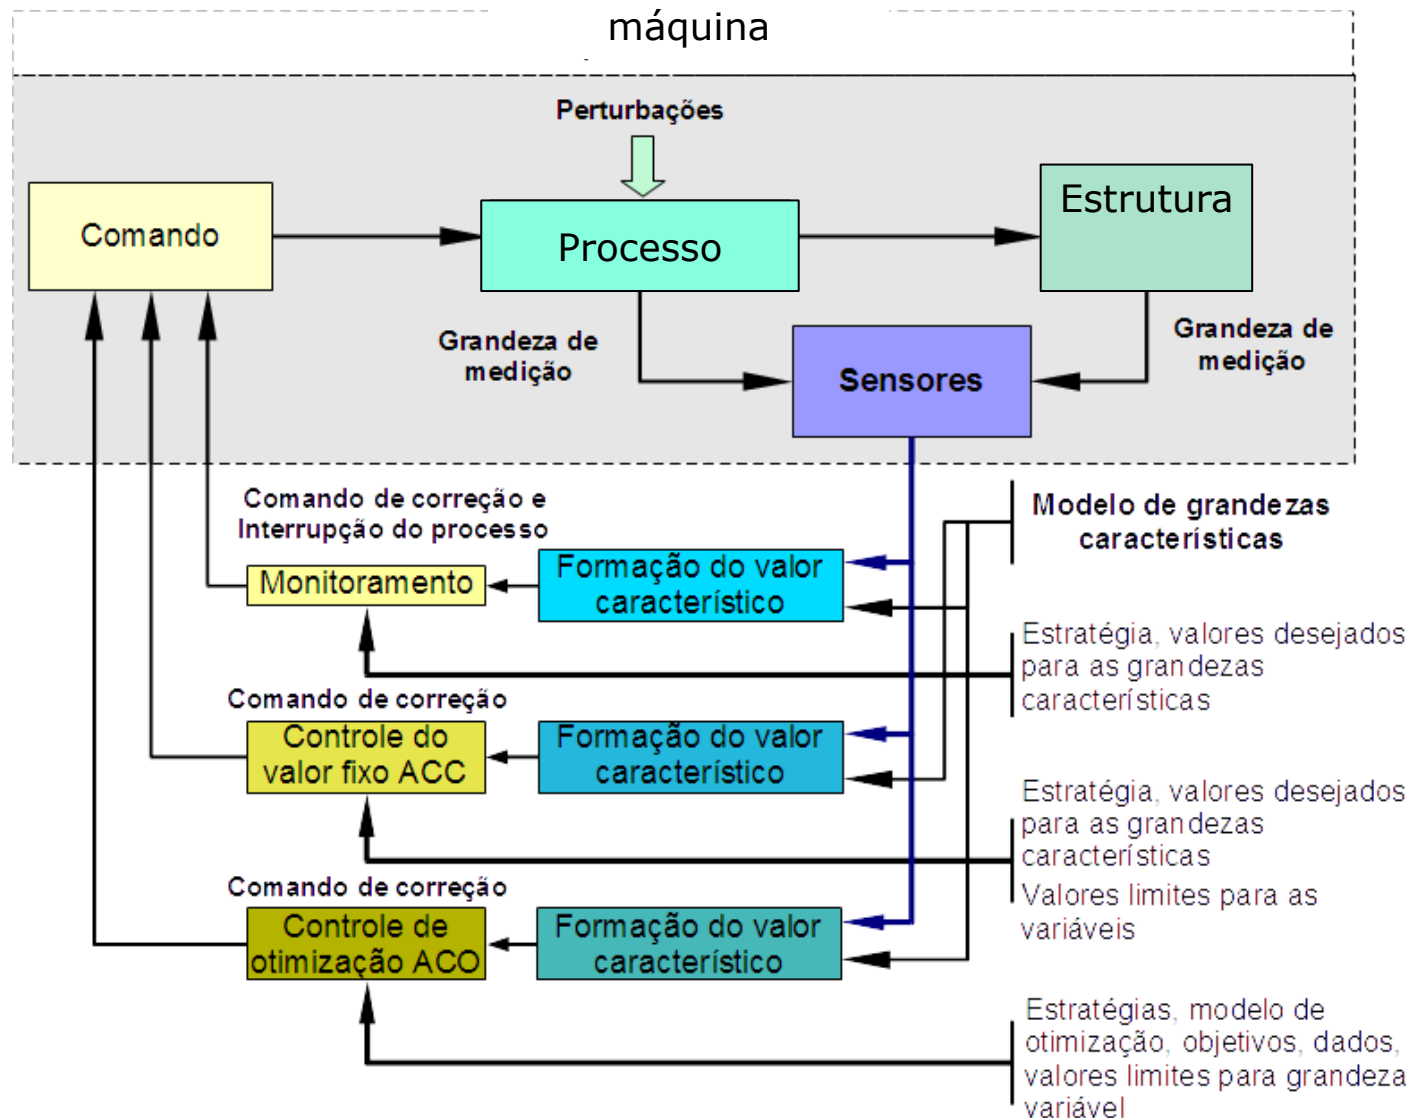 máquina
Perturbações
Comando
Processo
Estrutura
Grandeza de
medição
Sensores
Grandeza de
medição
Comando de correção e
Interrupção do processo
Modelo de grandezas
características
Monitoramento
Formação do valor
característico
Estratégia, valores desejados
para as grandezas
características
Comando de correção
Controle do
valor fixo ACC
Formação do valor
característico
Estratégia, valores desejados
para as grandezas
características
Valores limites para as
variáveis
Comando de correção
Controle de
otimização ACO
Formação do valor
característico
Estratégias, modelo de
otimização, objetivos, dados,
valores limites para grandeza
variável